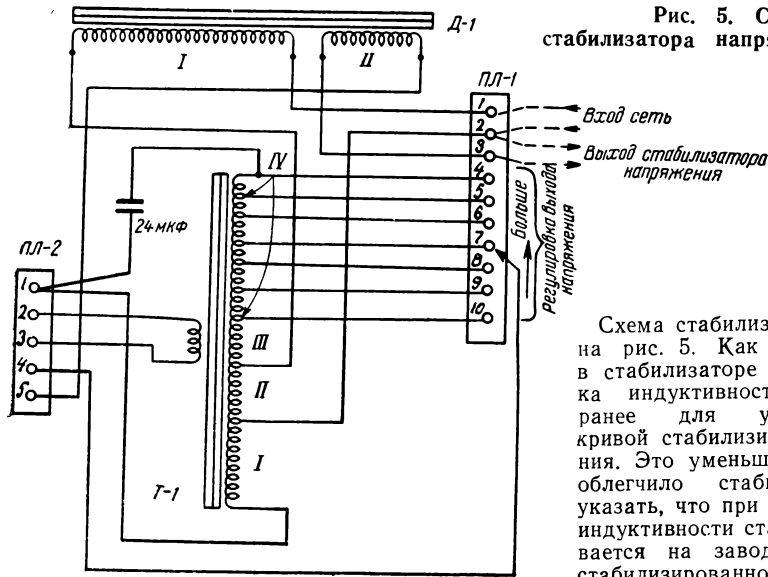 Рис. 5. С
стабилизатора напря
Д-1
I
II
ПЛ-1
1
2
3
4
5
6
7
8
9
10
Вход сеть
Выход стабилизатора
напряжения
Больше
Регулировка выхода
напряжения
IV
24 мкф
ПЛ-2
1
2
3
4
5
III
II
I
Т-1
Схема стабилиз
на рис. 5. Как
в стабилизаторе
ка индуктивност
ранее для у
кривой стабилизи
ния. Это уменьш
облегчило стаби
указать, что при
индуктивности ста
вается на завод
стабилизированно